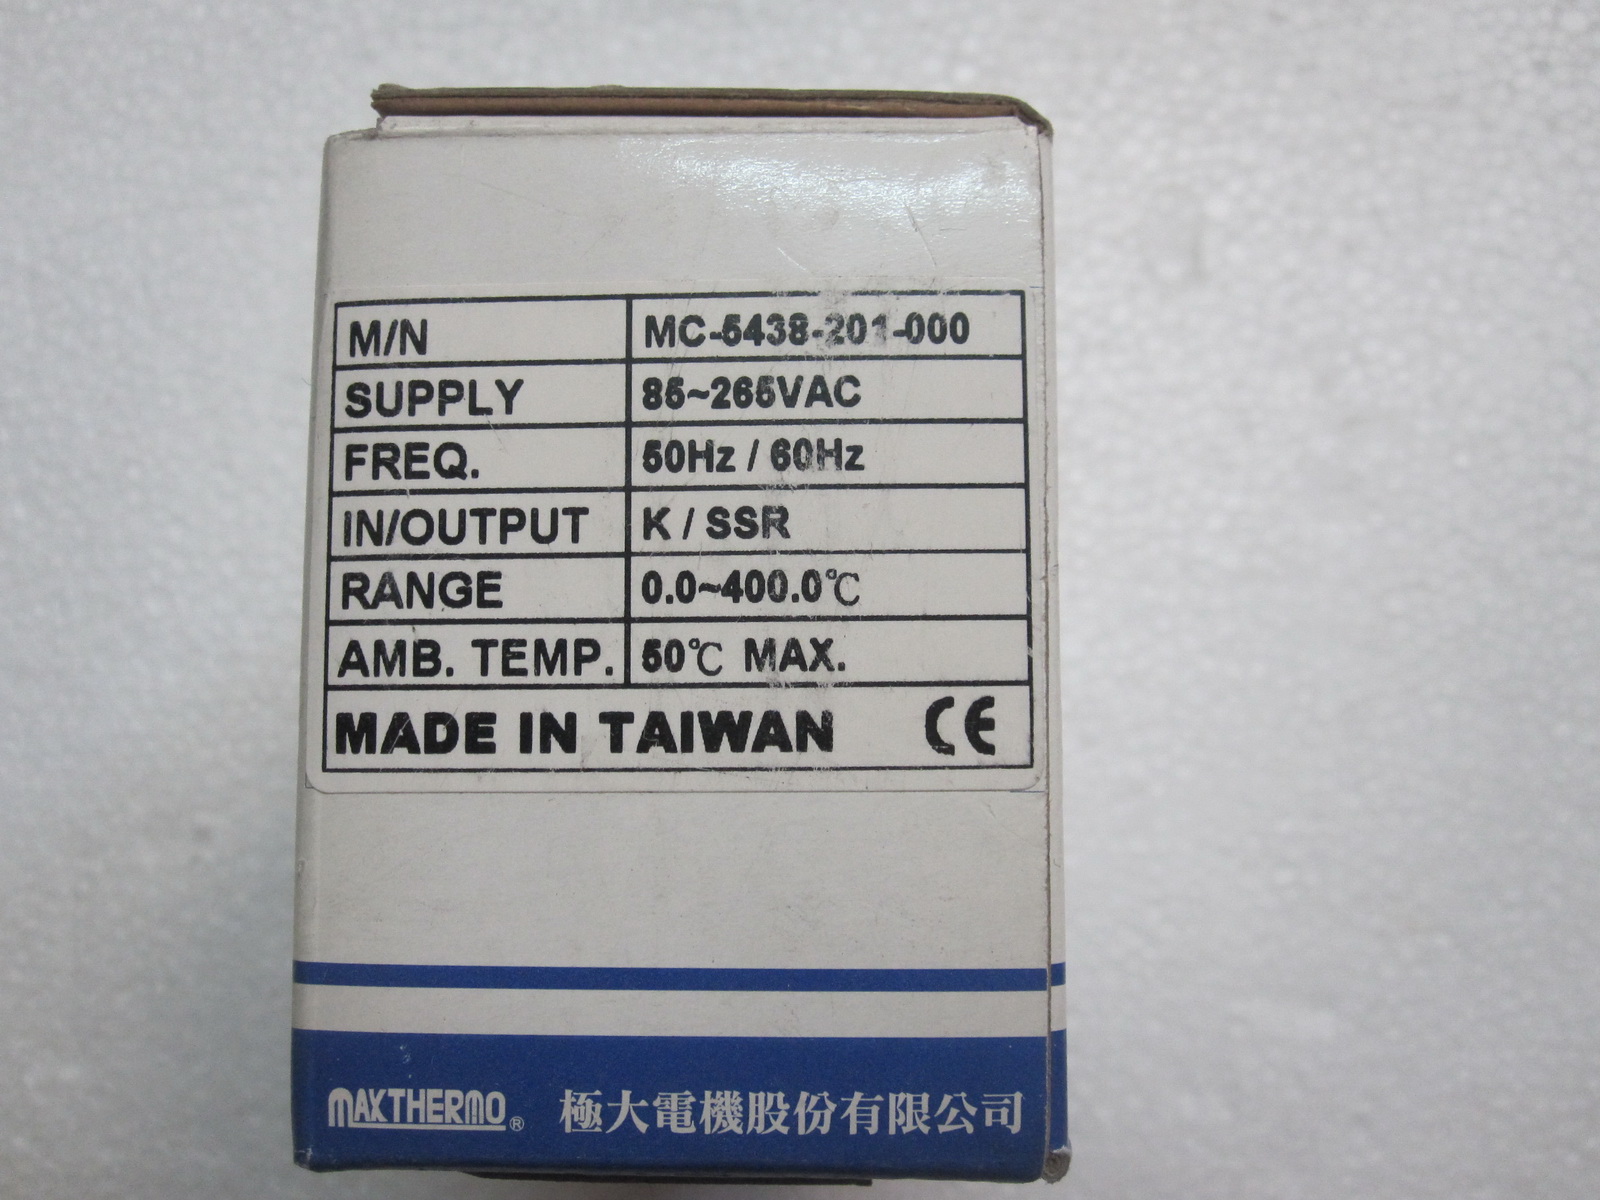 M/N MC-5438-201-000
SUPPLY 85~265VAC
FREQ. 50Hz / 60Hz
IN/OUTPUT K / SSR
RANGE 0.0~400.0℃
AMB. TEMP. 50℃ MAX.
MADE IN TAIWAN CE
MAXTHERMO® 極大電機股份有限公司